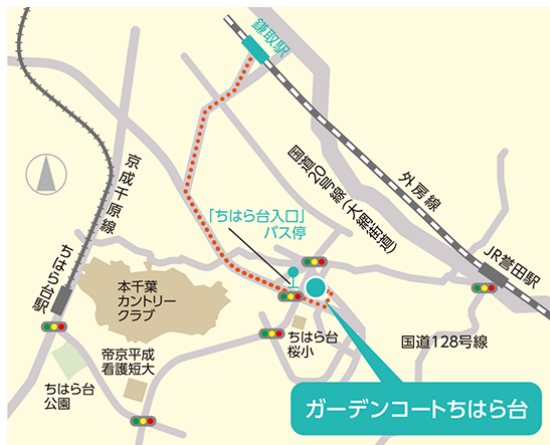 鎌取駅
京成千原線
国道20号線(大網街道)
外房線
「ちはら台入口」
バス停
JR誉田駅
ちはら台駅
本千葉
カントリー
クラブ
ちはら台
桜小
国道128号線
帝京平成
看護短大
ちはら台
公園
ガーデンコートちはら台